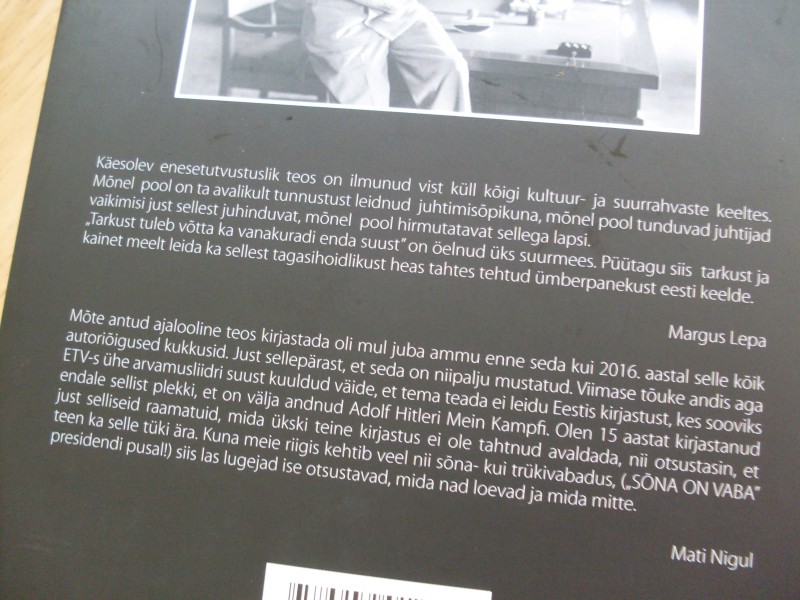 Käesolev enesetutvustuslik teos on ilmunud vist küll kõigi kultuur- ja suurrahvaste keeltes.
Mõnel pool on ta avalikult tunnustust leidnud juhtimisõpikuna, mõnel pool tunduvad juhtijad
vaikimisi just sellest juhinduvat, mõnel pool hirmutatavat sellega lapsi.
„Tarkust tuleb võtta ka vanakuradi enda suust" on öelnud üks suurmees. Püütagu siis tarkust ja
kainet meelt leida ka sellest tagasihoidlikust heas tahtes tehtud ümberpanekust eesti keelde.
Margus Lepa
Mõte antud ajalooline teos kirjastada oli mul juba ammu enne seda kui 2016. aastal selle kõik
autoriõigused kukkusid. Just sellepärast, et seda on niipalju mustatud. Viimase tõuke andis aga
ETV-s ühe arvamusliidri suust kuuldud väide, et tema teada ei leidu Eestis kirjastust, kes sooviks
endale sellist plekki, et on välja andnud Adolf Hitleri Mein Kampfi. Olen 15 aastat kirjastanud
just selliseid raamatuid, mida ükski teine kirjastus ei ole tahtnud avaldada, nii otsustasin, et
teen ka selle tüki ära. Kuna meie riigis kehtib veel nii sõna- kui trükivabadus, („SÕNA ON VABA"
presidendi pusal!) siis las lugejad ise otsustavad, mida nad loevad ja mida mitte.
Mati Nigul